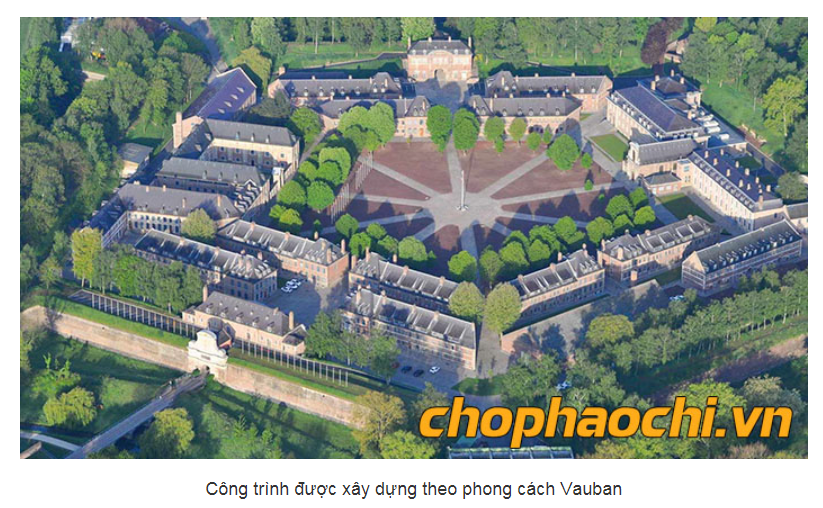 chophaochi.vn
Công trình được xây dựng theo phong cách Vauban